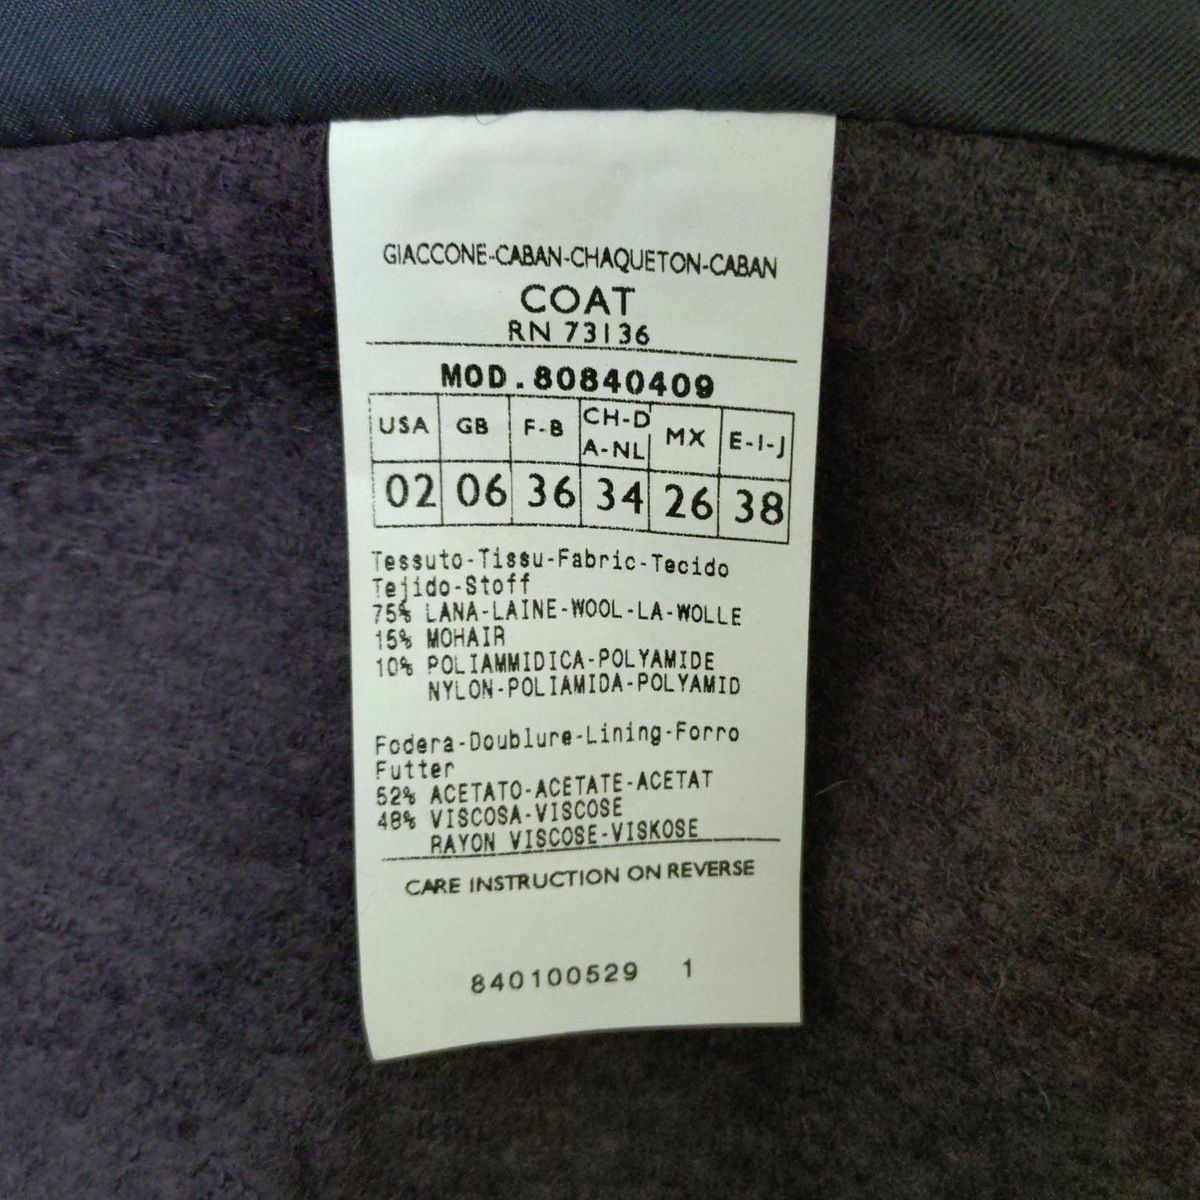 GIACCONE-CABAN-CHAQUETON-CABAN
COAT
RN 73136
MOD.80840409
USA GB F-B CH-D A-NL MX E-I-J
02 06 36 34 26 38
Tessuto-Tissu-Fabric-Tecido
Tejido-Stoff
75% LANA-LAINE-WOOL-LA-WOLLE
15% MOHAIR
10% POLIAMMIDICA-POLYAMIDE
NYLON-POLIAMIDA-POLYAMID
Fodera-Doublure-Lining-Forro
Futter
52% ACETATO-ACETATE-ACETAT
48% VISCOSA-VISCOSE
RAYON VISCOSE-VISKOSE
CARE INSTRUCTION ON REVERSE
840100529 1